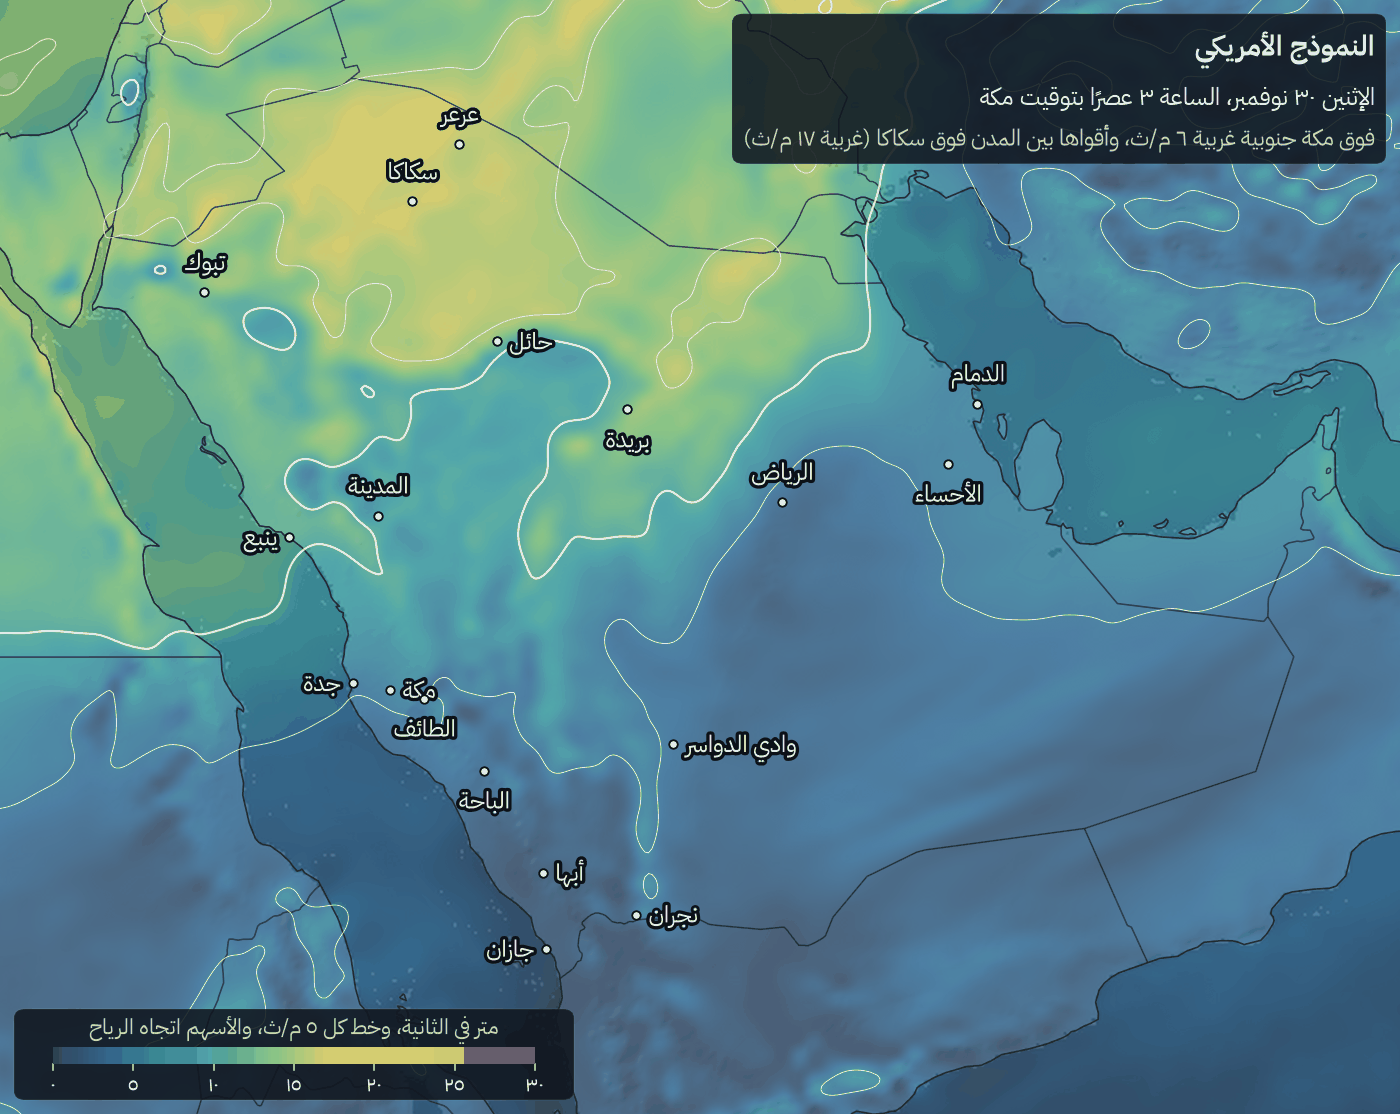 النموذج الأمريكي
الإثنين ٣٠ نوفمبر، الساعة ٣ عصرًا بتوقيت مكة
فوق مكة جنوبية غربية ٦ م/ث، وأقواها بين المدن فوق سكاكا (غربية ١٧ م/ث)
عرعر
سكاكا
تبوك
حائل
الدمام
بريدة
الرياض
الأحساء
المدينة
ينبع
جدة
مكة
الطائف
وادي الدواسر
الباحة
أبها
نجران
جازان
متر في الثانية، وخط كل ٥ م/ث، والأسهم اتجاه الرياح
٠ ٥ ١٠ ١٥ ٢٠ ٢٥ ٣٠